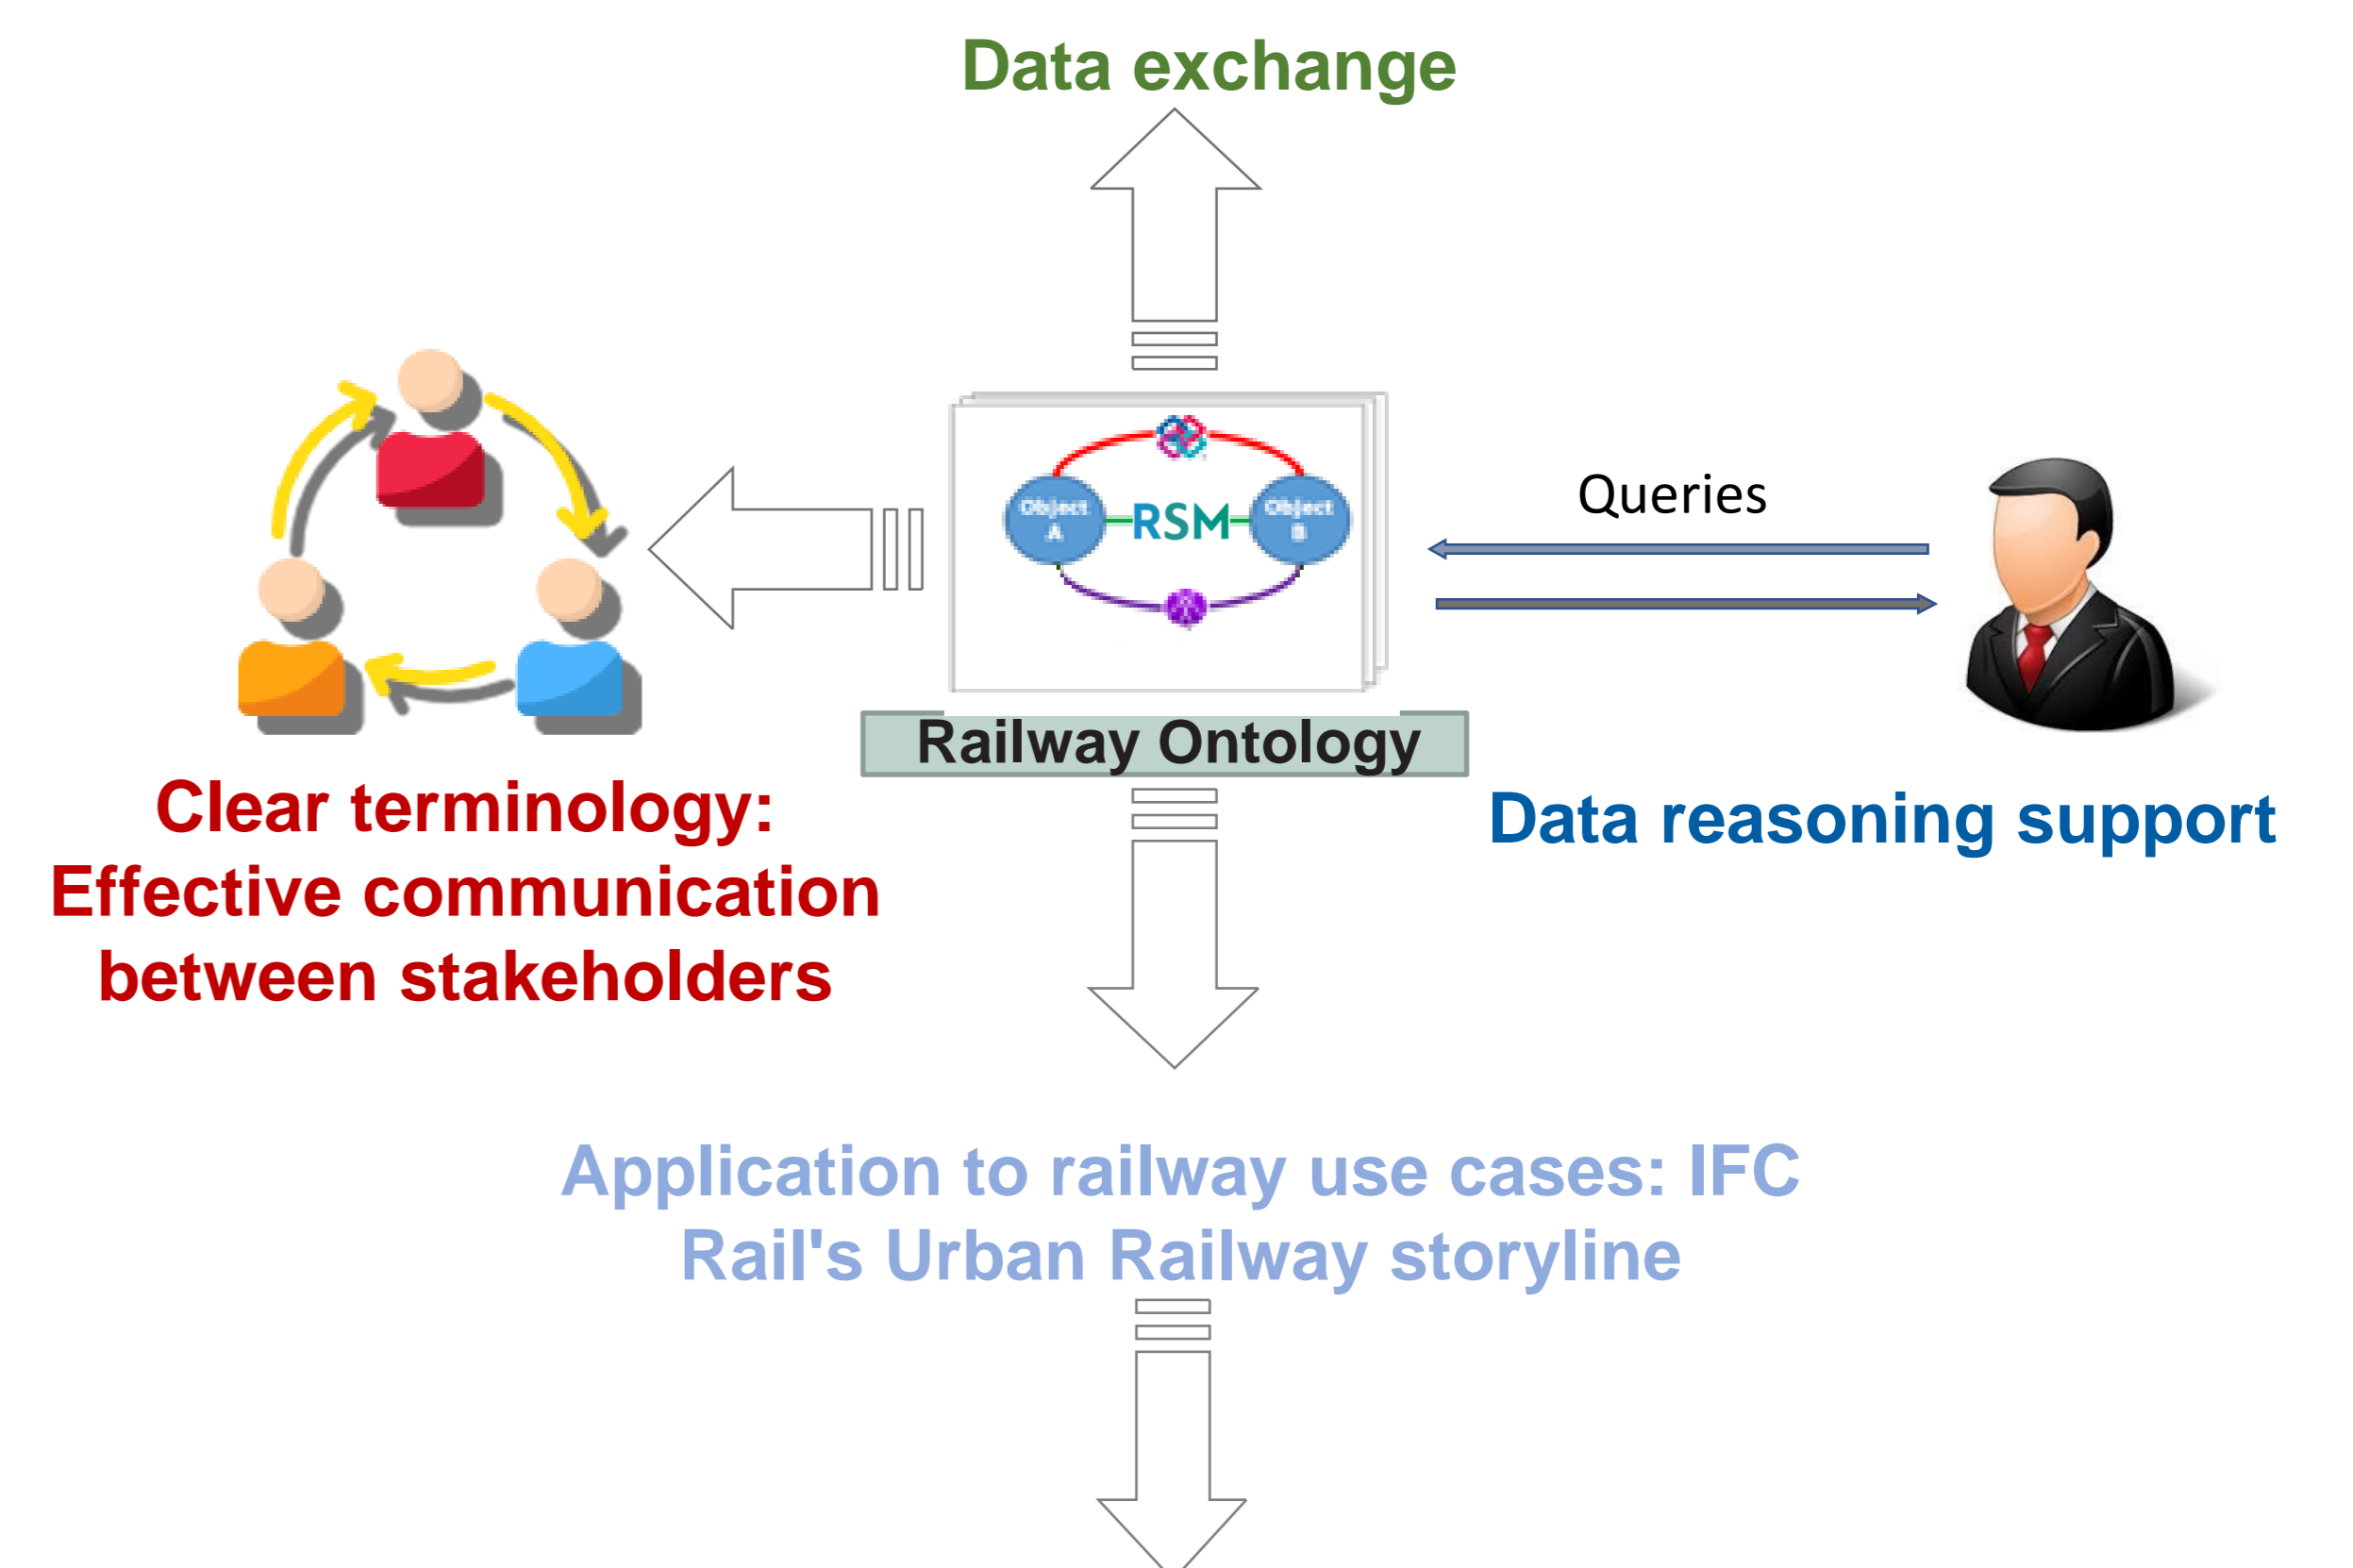 Data exchange
Object
A
RSM
Object
B
Queries
Railway Ontology
Clear terminology:
Effective communication
between stakeholders
Data reasoning support
Application to railway use cases: IFC
Rail's Urban Railway storyline